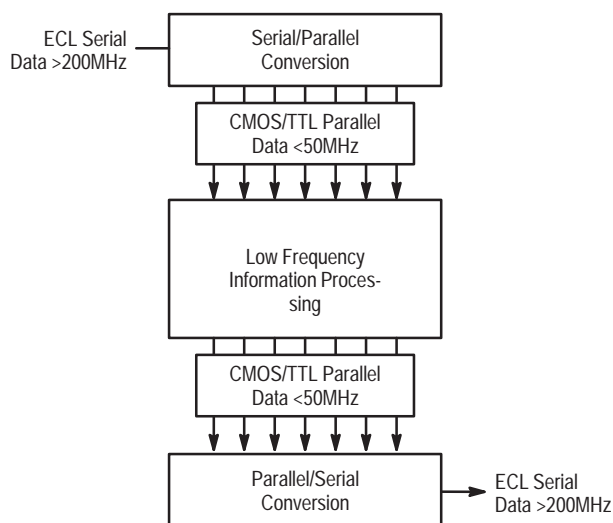 ECL Serial
Data >200MHz
Serial/Parallel
Conversion
CMOS/TTL Parallel
Data <50MHz
Low Frequency
Information Proces-
sing
CMOS/TTL Parallel
Data <50MHz
Parallel/Serial
Conversion
ECL Serial
Data >200MHz